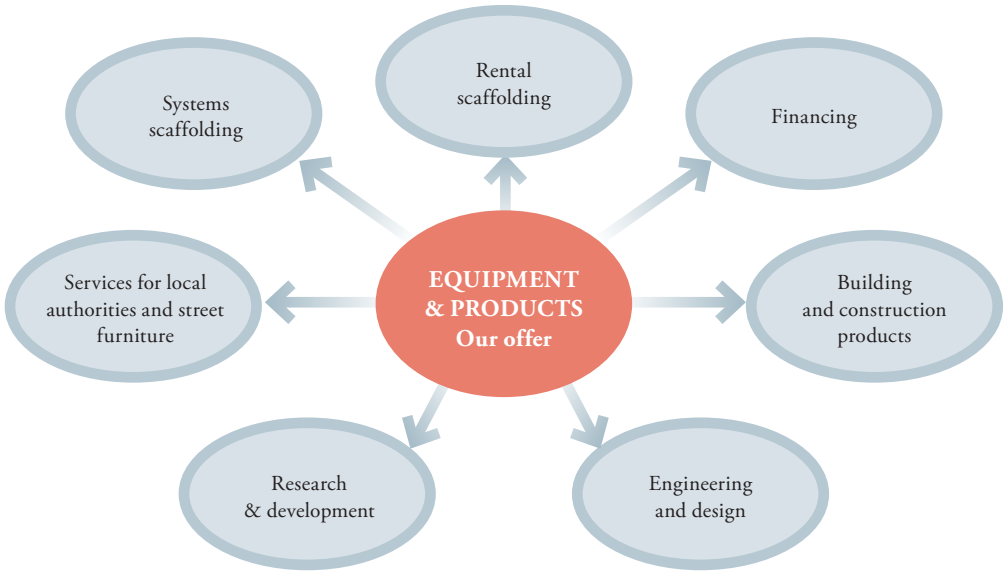 Rental
scaffolding
Systems
scaffolding
Financing
EQUIPMENT
& PRODUCTS
Our offer
Services for local
authorities and street
furniture
Building
and construction
products
Research
& development
Engineering
and design